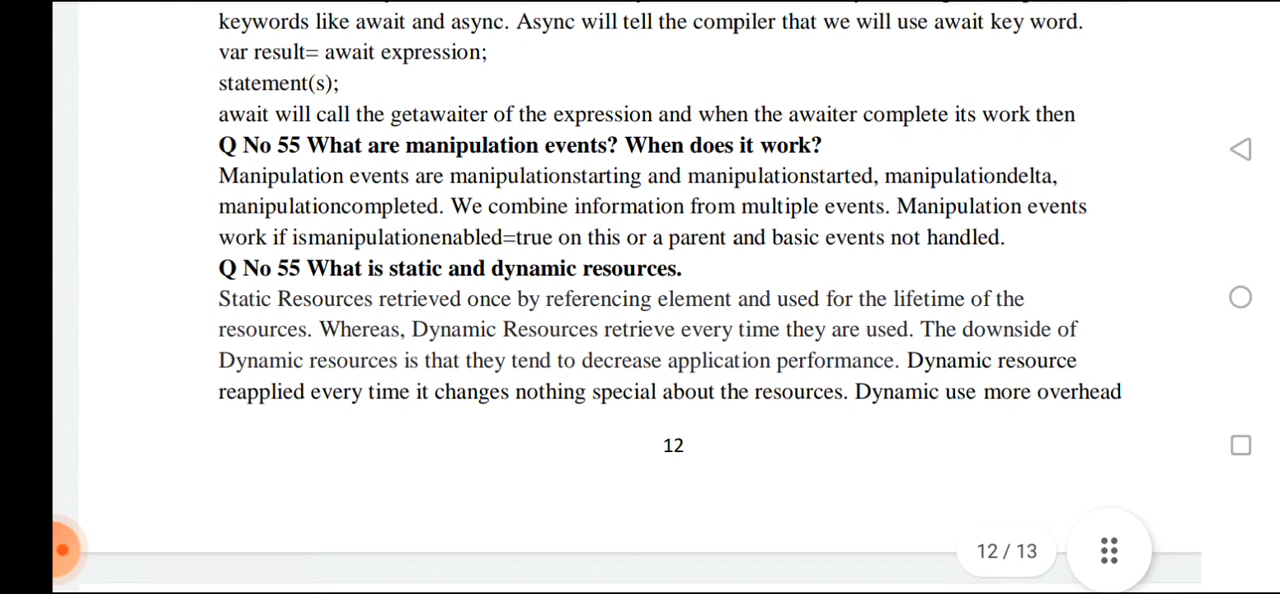 keywords like await and async. Async will tell the compiler that we will use await key word.
var result= await expression;
statement(s);
await will call the getawaiter of the expression and when the awaiter complete its work then
Q No 55 What are manipulation events? When does it work?
Manipulation events are manipulationstarting and manipulationstarted, manipulationdelta,
manipulationcompleted. We combine information from multiple events. Manipulation events
work if ismanipulationenabled=true on this or a parent and basic events not handled.
Q No 55 What is static and dynamic resources.
Static Resources retrieved once by referencing element and used for the lifetime of the
resources. Whereas, Dynamic Resources retrieve every time they are used. The downside of
Dynamic resources is that they tend to decrease application performance. Dynamic resource
reapplied every time it changes nothing special about the resources. Dynamic use more overhead
12
12 / 13